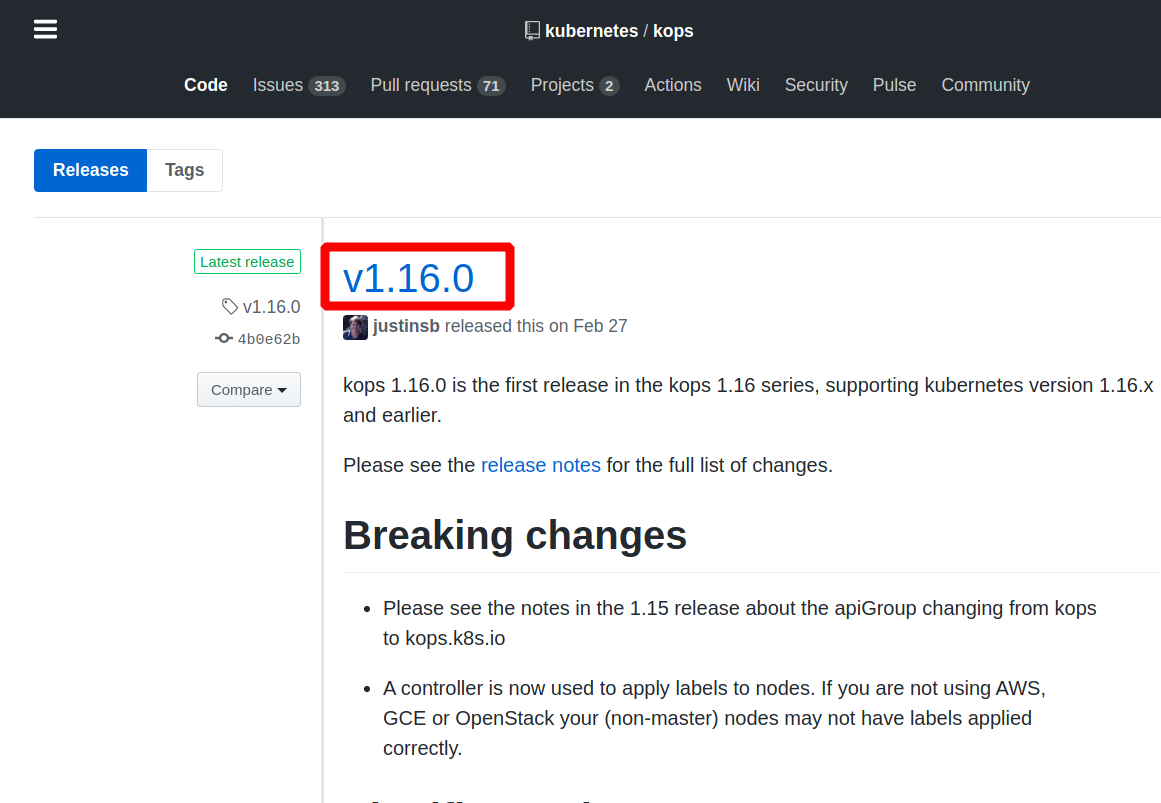 kubernetes / kops
Code Issues 313 Pull requests 71 Projects 2 Actions Wiki Security Pulse Community
Releases Tags
Latest release
v1.16.0
4b0e62b
Compare
v1.16.0
justinsb released this on Feb 27
kops 1.16.0 is the first release in the kops 1.16 series, supporting kubernetes version 1.16.x
and earlier.
Please see the release notes for the full list of changes.
Breaking changes
• Please see the notes in the 1.15 release about the apiGroup changing from kops
to kops.k8s.io
• A controller is now used to apply labels to nodes. If you are not using AWS,
GCE or OpenStack your (non-master) nodes may not have labels applied
correctly.